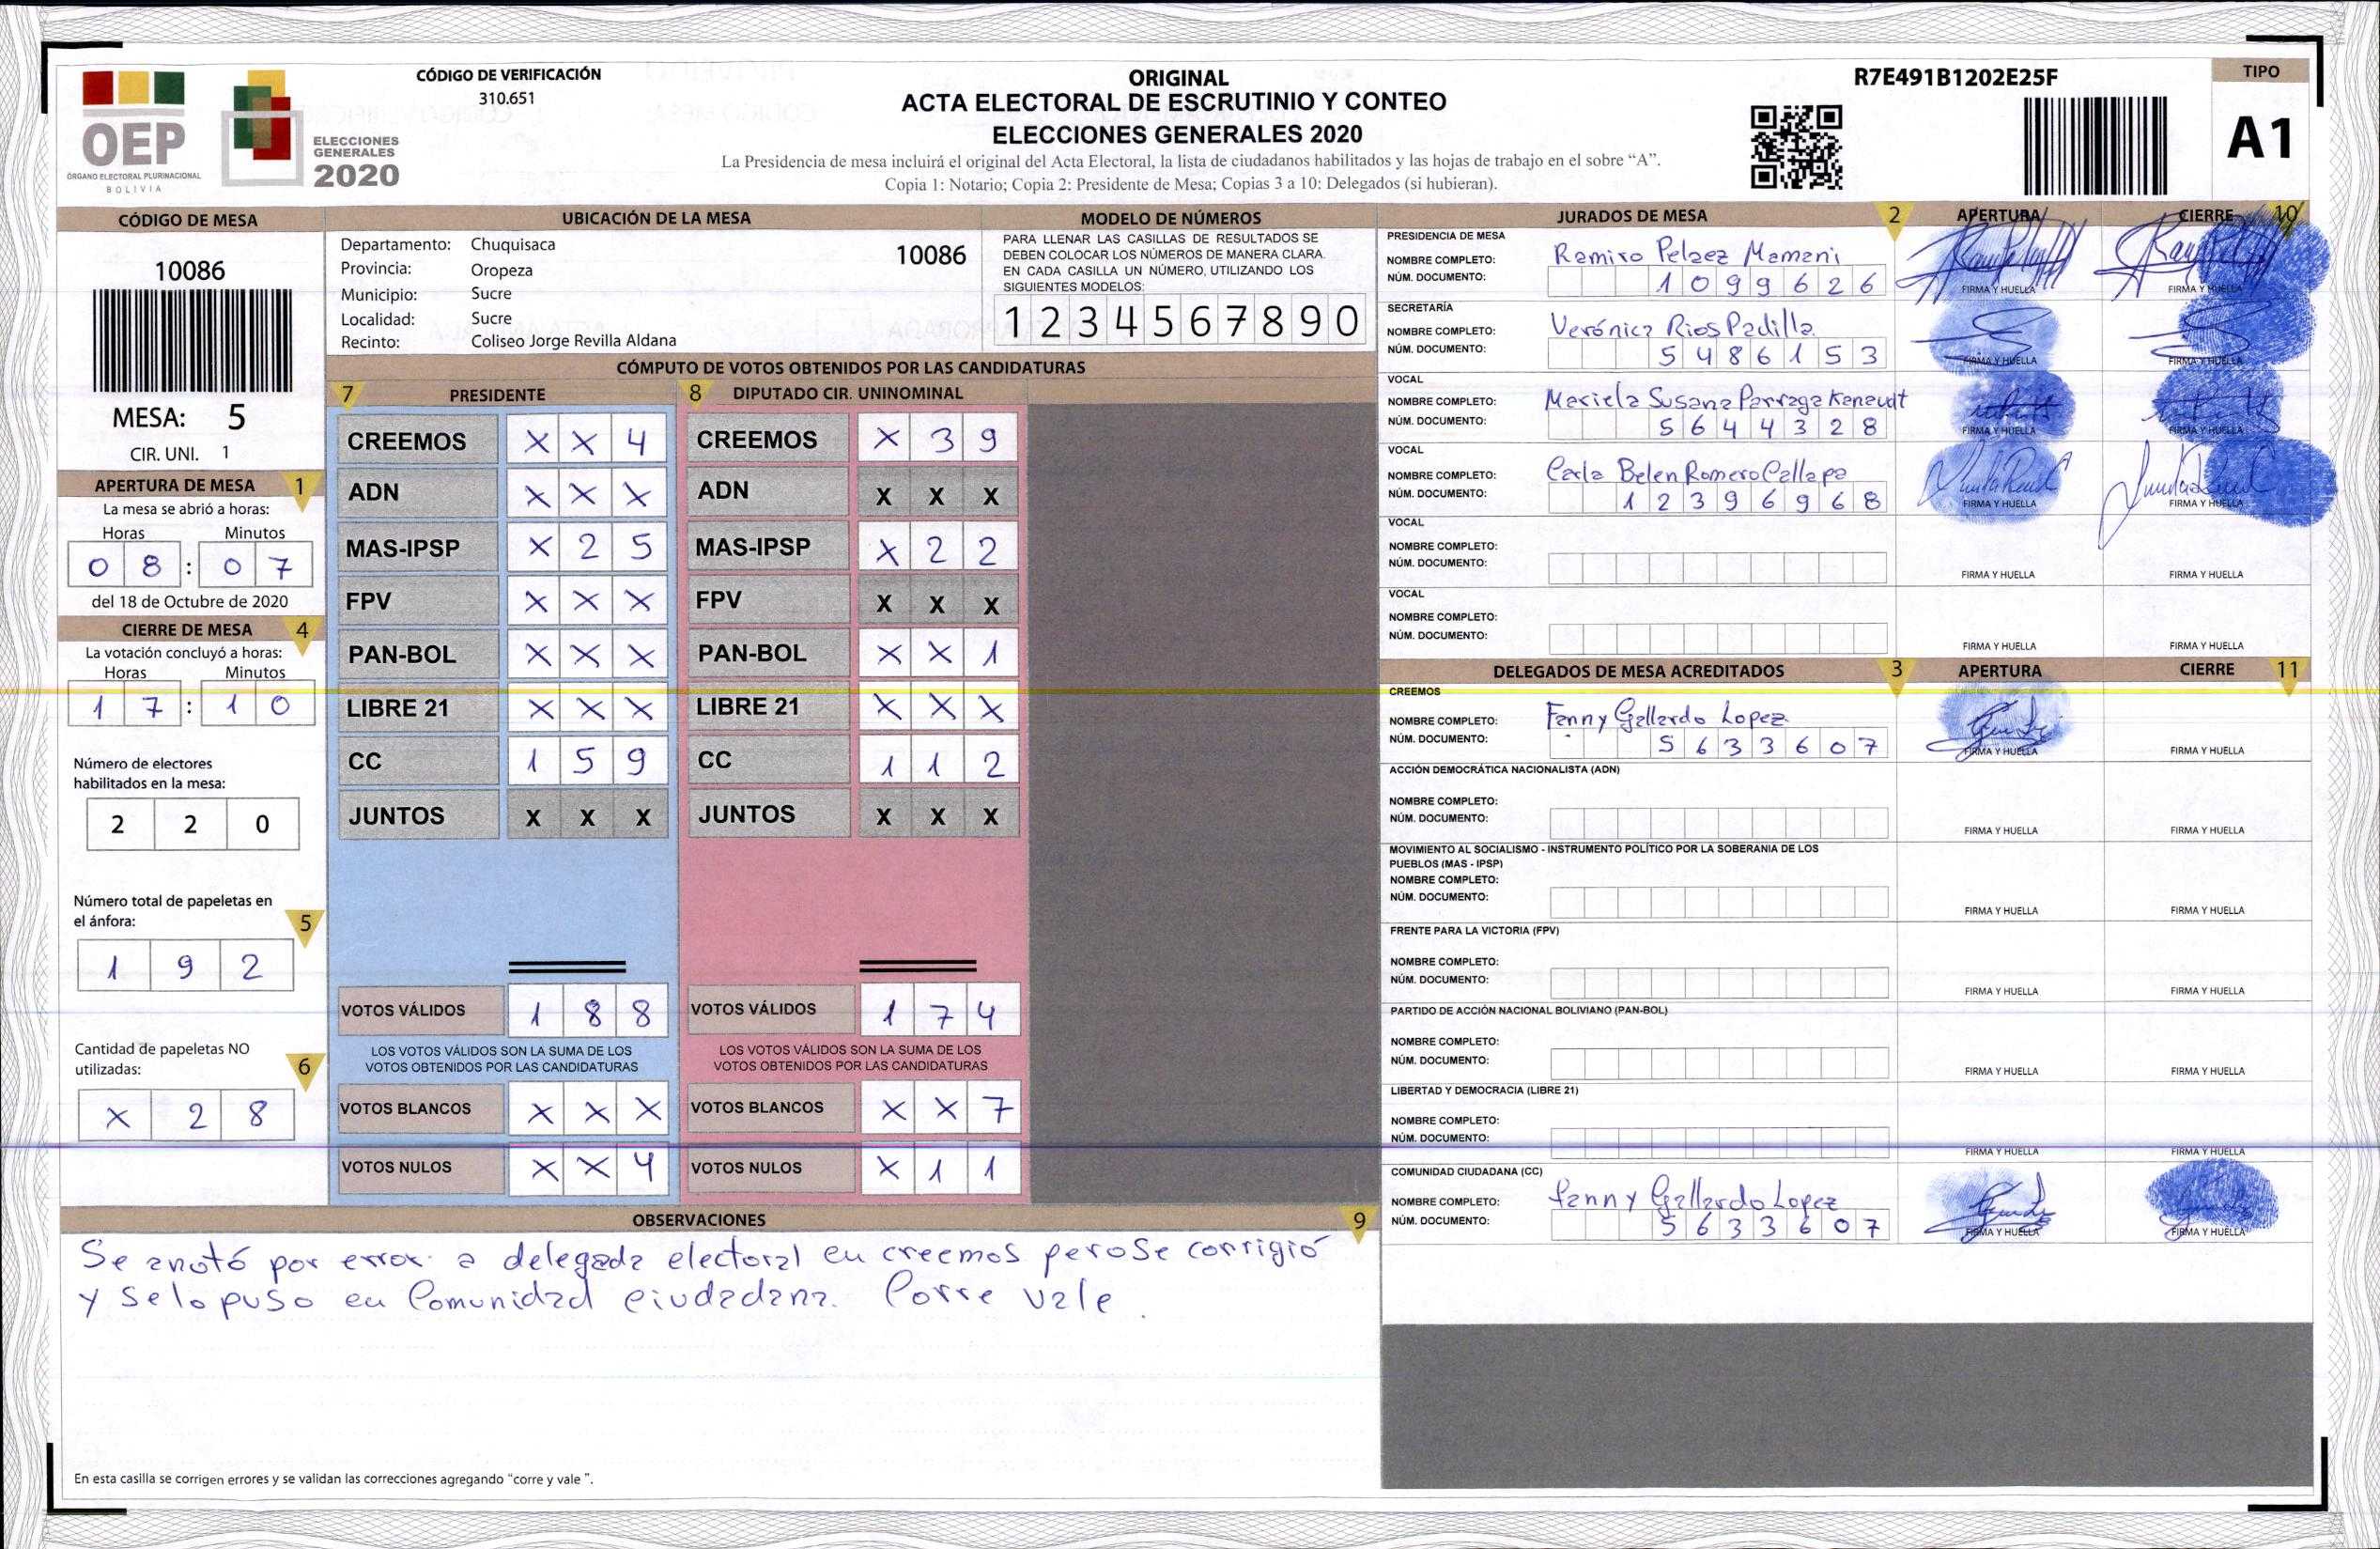 CÓDIGO DE VERIFICACIÓN
310.651
OEP
ÓRGANO ELECTORAL PLURINACIONAL
BOLIVIA
ELECCIONES
GENERALES
2020
ORIGINAL
ACTA ELECTORAL DE ESCRUTINIO Y CONTEO
ELECCIONES GENERALES 2020
La Presidencia de mesa incluirá el original del Acta Electoral, la lista de ciudadanos habilitados y las hojas de trabajo en el sobre “A”.
Copia 1: Notario; Copia 2: Presidente de Mesa; Copias 3 a 10: Delegados (si hubieran).
R7E491B1202E25F
TIPO
A1
CÓDIGO DE MESA
10086
MESA: 5
CIR. UNI. 1
APERTURA DE MESA 1
La mesa se abrió a horas:
Horas Minutos
0 8 : 0 7
del 18 de Octubre de 2020
CIERRE DE MESA 4
La votación concluyó a horas:
Horas Minutos
1 7 : 1 0
Número de electores
habilitados en la mesa:
2 2 0
Número total de papeletas en
el ánfora:
5
1 9 2
Cantidad de papeletas NO
utilizadas:
6
X 2 8
UBICACIÓN DE LA MESA
Departamento: Chuquisaca 10086
Provincia: Oropeza
Municipio: Sucre
Localidad: Sucre
Recinto: Coliseo Jorge Revilla Aldana
MODELO DE NÚMEROS
PARA LLENAR LAS CASILLAS DE RESULTADOS SE
DEBEN COLOCAR LOS NÚMEROS DE MANERA CLARA.
EN CADA CASILLA UN NÚMERO, UTILIZANDO LOS
SIGUIENTES MODELOS:
1 2 3 4 5 6 7 8 9 0
CÓMPUTO DE VOTOS OBTENIDOS POR LAS CANDIDATURAS
7 PRESIDENTE
CREEMOS X X 4
ADN X X X
MAS-IPSP X 2 5
FPV X X X
PAN-BOL X X X
LIBRE 21 X X X
CC 1 5 9
JUNTOS X X X
VOTOS VÁLIDOS 1 8 8
LOS VOTOS VÁLIDOS SON LA SUMA DE LOS
VOTOS OBTENIDOS POR LAS CANDIDATURAS
VOTOS BLANCOS X X X
VOTOS NULOS X X 4
8 DIPUTADO CIR. UNINOMINAL
CREEMOS X 3 9
ADN X X X
MAS-IPSP X 2 2
FPV X X X
PAN-BOL X X 1
LIBRE 21 X X X
CC 1 1 2
JUNTOS X X X
VOTOS VÁLIDOS 1 7 4
LOS VOTOS VÁLIDOS SON LA SUMA DE LOS
VOTOS OBTENIDOS POR LAS CANDIDATURAS
VOTOS BLANCOS X X 7
VOTOS NULOS X 1 1
OBSERVACIONES 9
Se anotó por error a delegada electoral en creemos pero Se corrigió
y se lo puso en Comunidad Ciudadana. Corre vale.
En esta casilla se corrigen errores y se validan las correcciones agregando “corre y vale ”.
JURADOS DE MESA 2 APERTURA CIERRE 10
PRESIDENCIA DE MESA
NOMBRE COMPLETO: Ramiro Pelaez Mamani
NÚM. DOCUMENTO: 1 0 9 9 6 2 6
FIRMA Y HUELLA FIRMA Y HUELLA
SECRETARÍA
NOMBRE COMPLETO: Verónica Rios Padilla
NÚM. DOCUMENTO: 5 4 8 6 1 5 3
FIRMA Y HUELLA FIRMA Y HUELLA
VOCAL
NOMBRE COMPLETO: Mariela Susana Parraga
NÚM. DOCUMENTO: 5 6 4 4 3 2 8
FIRMA Y HUELLA FIRMA Y HUELLA
VOCAL
NOMBRE COMPLETO: Carla Belen Romero Callapa
NÚM. DOCUMENTO: 1 2 3 9 6 9 6 8
FIRMA Y HUELLA FIRMA Y HUELLA
VOCAL
NOMBRE COMPLETO:
NÚM. DOCUMENTO:
FIRMA Y HUELLA FIRMA Y HUELLA
VOCAL
NOMBRE COMPLETO:
NÚM. DOCUMENTO:
FIRMA Y HUELLA FIRMA Y HUELLA
DELEGADOS DE MESA ACREDITADOS 3 APERTURA CIERRE 11
CREEMOS
NOMBRE COMPLETO: Fanny Gallardo Lopez
NÚM. DOCUMENTO: 5 6 3 3 6 0 7
FIRMA Y HUELLA FIRMA Y HUELLA
ACCIÓN DEMOCRÁTICA NACIONALISTA (ADN)
NOMBRE COMPLETO:
NÚM. DOCUMENTO:
FIRMA Y HUELLA FIRMA Y HUELLA
MOVIMIENTO AL SOCIALISMO - INSTRUMENTO POLÍTICO POR LA SOBERANIA DE LOS
PUEBLOS (MAS - IPSP)
NOMBRE COMPLETO:
NÚM. DOCUMENTO:
FIRMA Y HUELLA FIRMA Y HUELLA
FRENTE PARA LA VICTORIA (FPV)
NOMBRE COMPLETO:
NÚM. DOCUMENTO:
FIRMA Y HUELLA FIRMA Y HUELLA
PARTIDO DE ACCIÓN NACIONAL BOLIVIANO (PAN-BOL)
NOMBRE COMPLETO:
NÚM. DOCUMENTO:
FIRMA Y HUELLA FIRMA Y HUELLA
LIBERTAD Y DEMOCRACIA (LIBRE 21)
NOMBRE COMPLETO:
NÚM. DOCUMENTO:
FIRMA Y HUELLA FIRMA Y HUELLA
COMUNIDAD CIUDADANA (CC)
NOMBRE COMPLETO: Fanny Gallardo Lopez
NÚM. DOCUMENTO: 5 6 3 3 6 0 7
FIRMA Y HUELLA FIRMA Y HUELLA